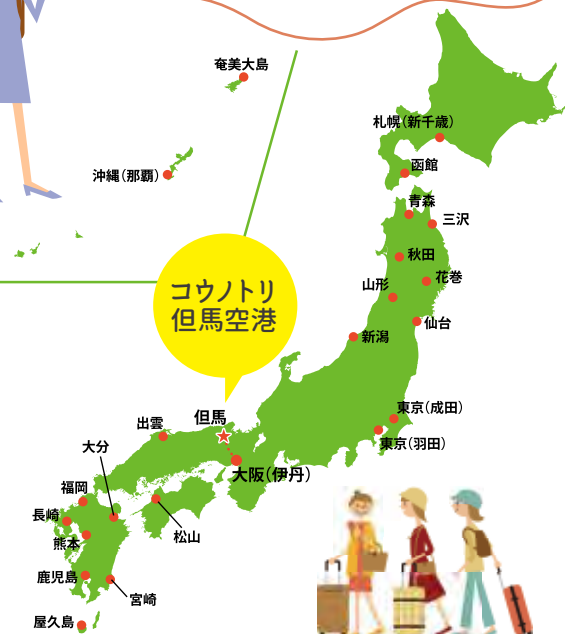 奄美大島
札幌(新千歳)
函館
沖縄(那覇)
青森
三沢
秋田
花巻
コウノトリ
但馬空港
山形
仙台
新潟
東京(成田)
但馬
出雲
東京(羽田)
大分
大阪(伊丹)
福岡
長崎
松山
熊本
鹿児島
宮崎
屋久島